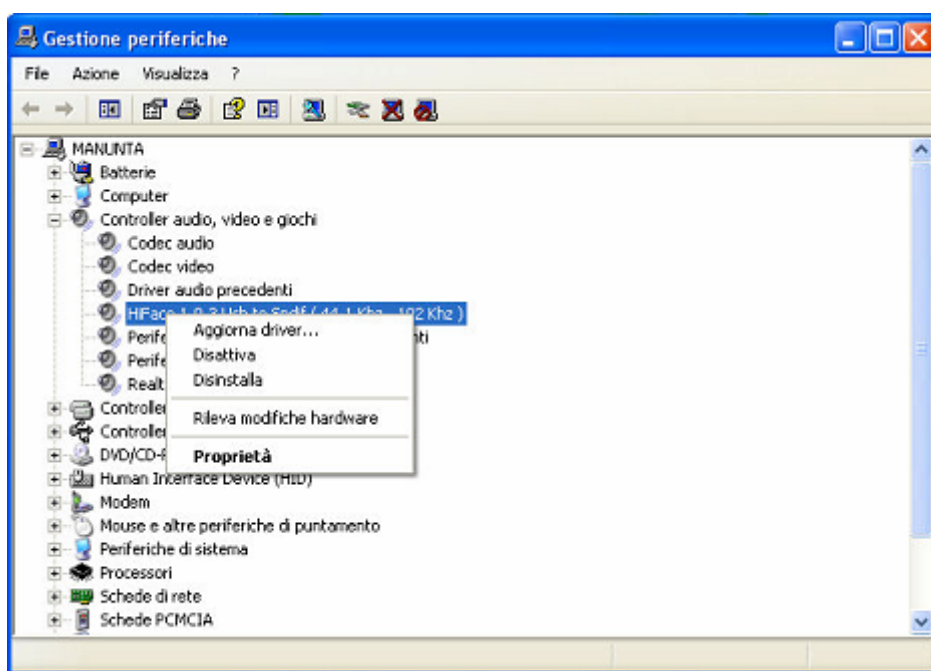 Gestione periferiche
File Azione Visualizza ?
MANUNTA
Batterie
Computer
Controller audio, video e giochi
Codec audio
Codec video
Driver audio precedenti
HiFace 1.0.3 Usb to Spdif ( 44.1 Khz - 192 Khz )
Aggiorna driver...
Disattiva
Disinstalla
Rileva modifiche hardware
Proprietà
Controller
Controller
Human Interface Device (HID)
Modem
Mouse e altre periferiche di puntamento
Periferiche di sistema
Processori
Schede di rete
Schede PCMCIA